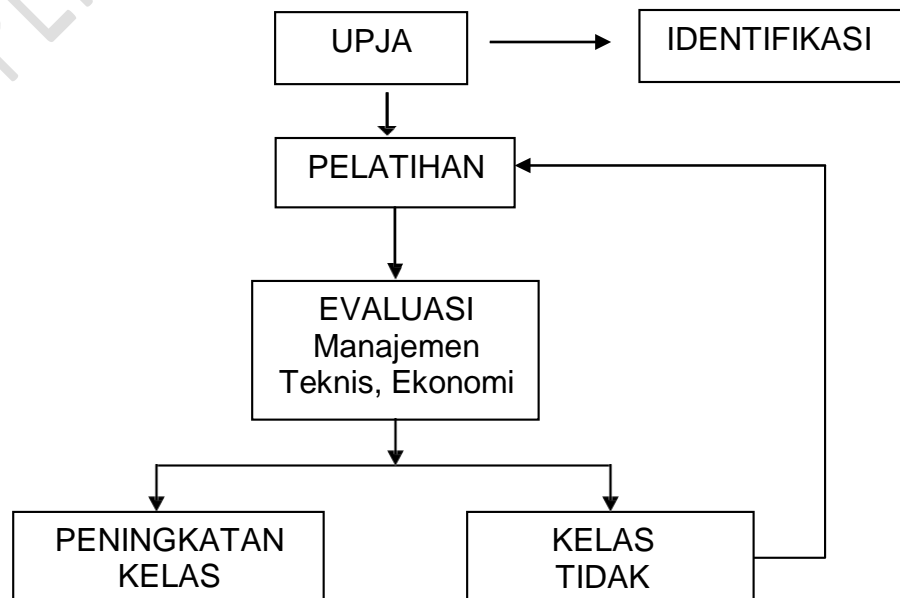 UPJA
IDENTIFIKASI
PELATIHAN
EVALUASI
Manajemen
Teknis, Ekonomi
PENINGKATAN
KELAS
KELAS
TIDAK